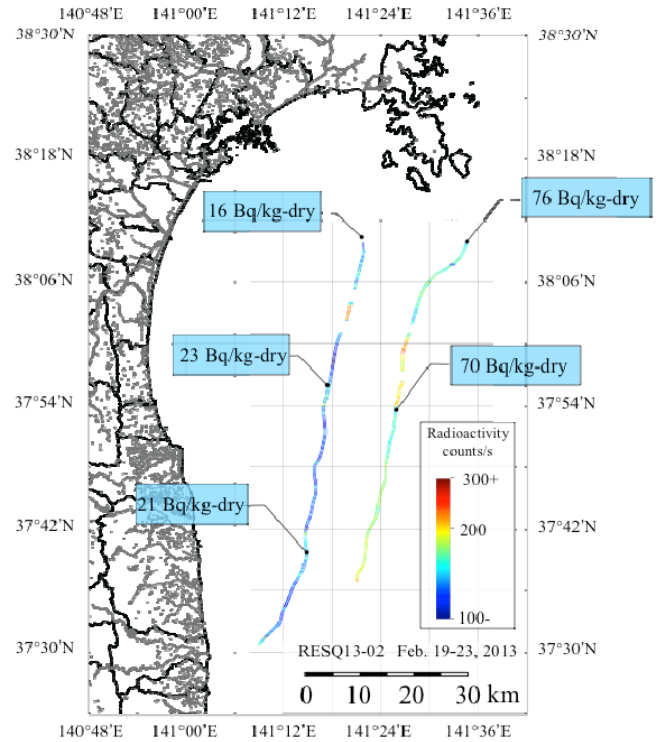 140°48'E 141°00'E 141°12'E 141°24'E 141°36'E
38°30'N 38°30'N
38°18'N 38°18'N
76 Bq/kg-dry
16 Bq/kg-dry
38°06'N 38°06'N
23 Bq/kg-dry
70 Bq/kg-dry
37°54'N 37°54'N
Radioactivity
counts/s
300+
21 Bq/kg-dry
200
37°42'N 37°42'N
100-
37°30'N 37°30'N
RESQ13-02 Feb. 19-23, 2013
0 10 20 30 km
140°48'E 141°00'E 141°12'E 141°24'E 141°36'E